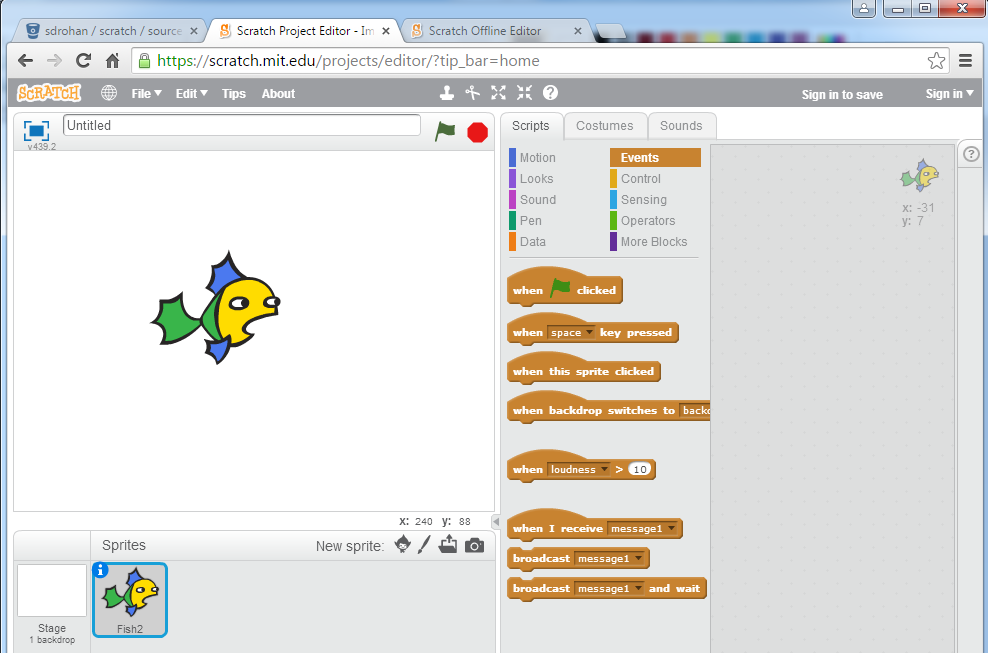 sdrohan / scratch / source
Scratch Project Editor - Im
Scratch Offline Editor
https://scratch.mit.edu/projects/editor/?tip_bar=home
SCRATCH
File
Edit
Tips
About
Sign in to save
Sign in
v439.2
Untitled
Scripts
Costumes
Sounds
Motion
Events
Looks
Control
Sound
Sensing
Pen
Operators
Data
More Blocks
x: -31
y: 7
when clicked
when space key pressed
when this sprite clicked
when backdrop switches to backd
when loudness > 10
when I receive message1
broadcast message1
broadcast message1 and wait
x: 240 y: 88
Sprites
New sprite:
Stage
1 backdrop
Fish2